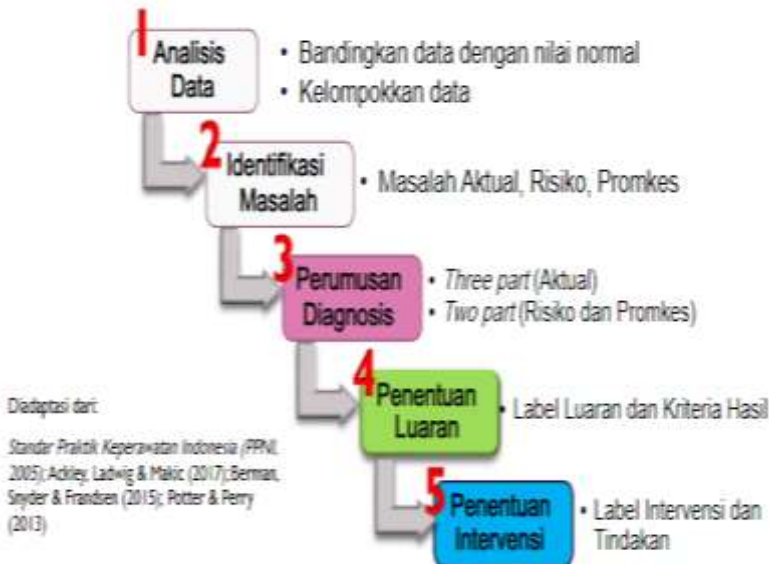 1
Analisis
Data
• Bandingkan data dengan nilai normal
• Kelompokkan data
2
Identifikasi
Masalah
• Masalah Aktual, Risiko, Promkes
3
Perumusan
Diagnosis
• Three part (Aktual)
• Two part (Risiko dan Promkes)
4
Penentuan
Luaran
• Label Luaran dan Kriteria Hasil
5
Penentuan
Intervensi
• Label Intervensi dan
Tindakan
Diadaptasi dari:
Standar Praktik Keperawatan Indonesia (PPNI,
2005); Ackley, Ladwig & Makic (2017); Berman,
Snyder & Frandsen (2015); Potter & Perry
(2013)